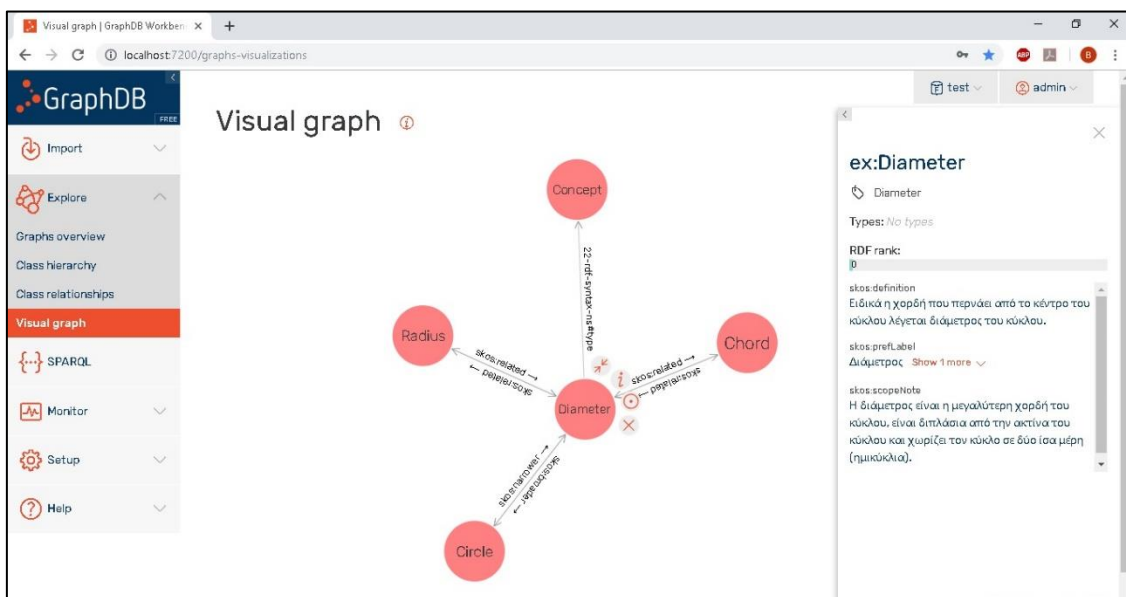 Visual graph | GraphDB Workben
localhost:7200/graphs-visualizations
ABP
B
GraphDB
FREE
test
admin
Import
Explore
Graphs overview
Class hierarchy
Class relationships
Visual graph
SPARQL
Monitor
Setup
Help
Visual graph
Concept
22-rdf-syntax-ns#type
Radius
Chord
skos:related →
← skos:related
skos:related →
← skos:related
Diameter
skos:narrower →
← skos:broader
Circle
ex:Diameter
Diameter
Types: No types
RDF rank:
0
skos:definition
Ειδικά η χορδή που περνάει από το κέντρο του
κύκλου λέγεται διάμετρος του κύκλου.
skos:prefLabel
Διάμετρος Show 1 more
skos:scopeNote
Η διάμετρος είναι η μεγαλύτερη χορδή του
κύκλου, είναι διπλάσια από την ακτίνα του
κύκλου και χωρίζει τον κύκλο σε δύο ίσα μέρη
(ημικύκλια).